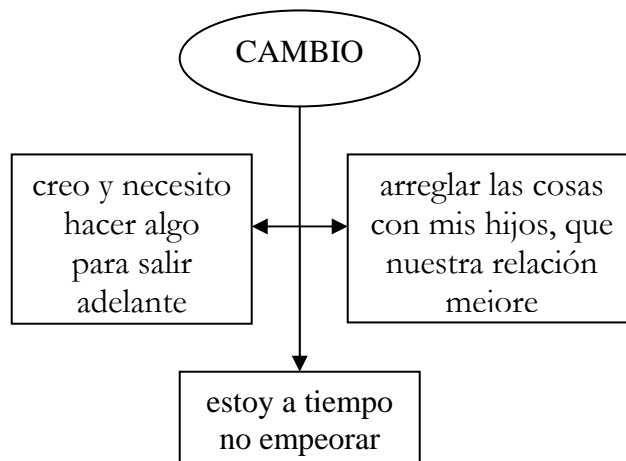 CAMBIO
creo y necesito
hacer algo
para salir
adelante
arreglar las cosas
con mis hijos, que
nuestra relación
mejore
estoy a tiempo
no empeorar